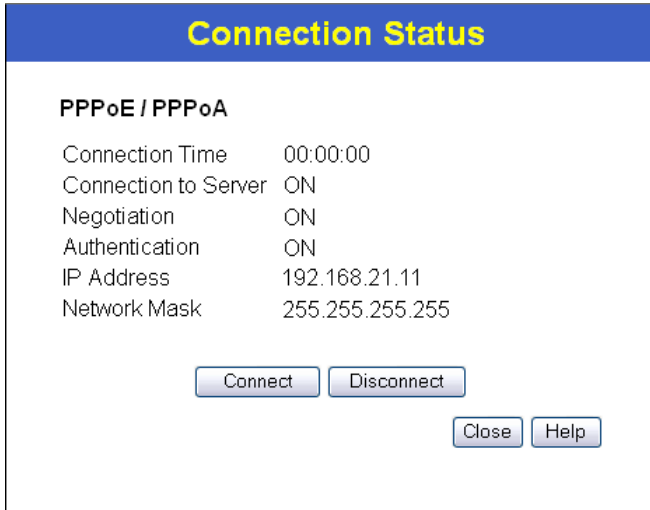 Connection Status
PPPoE / PPPoA
Connection Time 00:00:00
Connection to Server ON
Negotiation ON
Authentication ON
IP Address 192.168.21.11
Network Mask 255.255.255.255
Connect Disconnect
Close Help